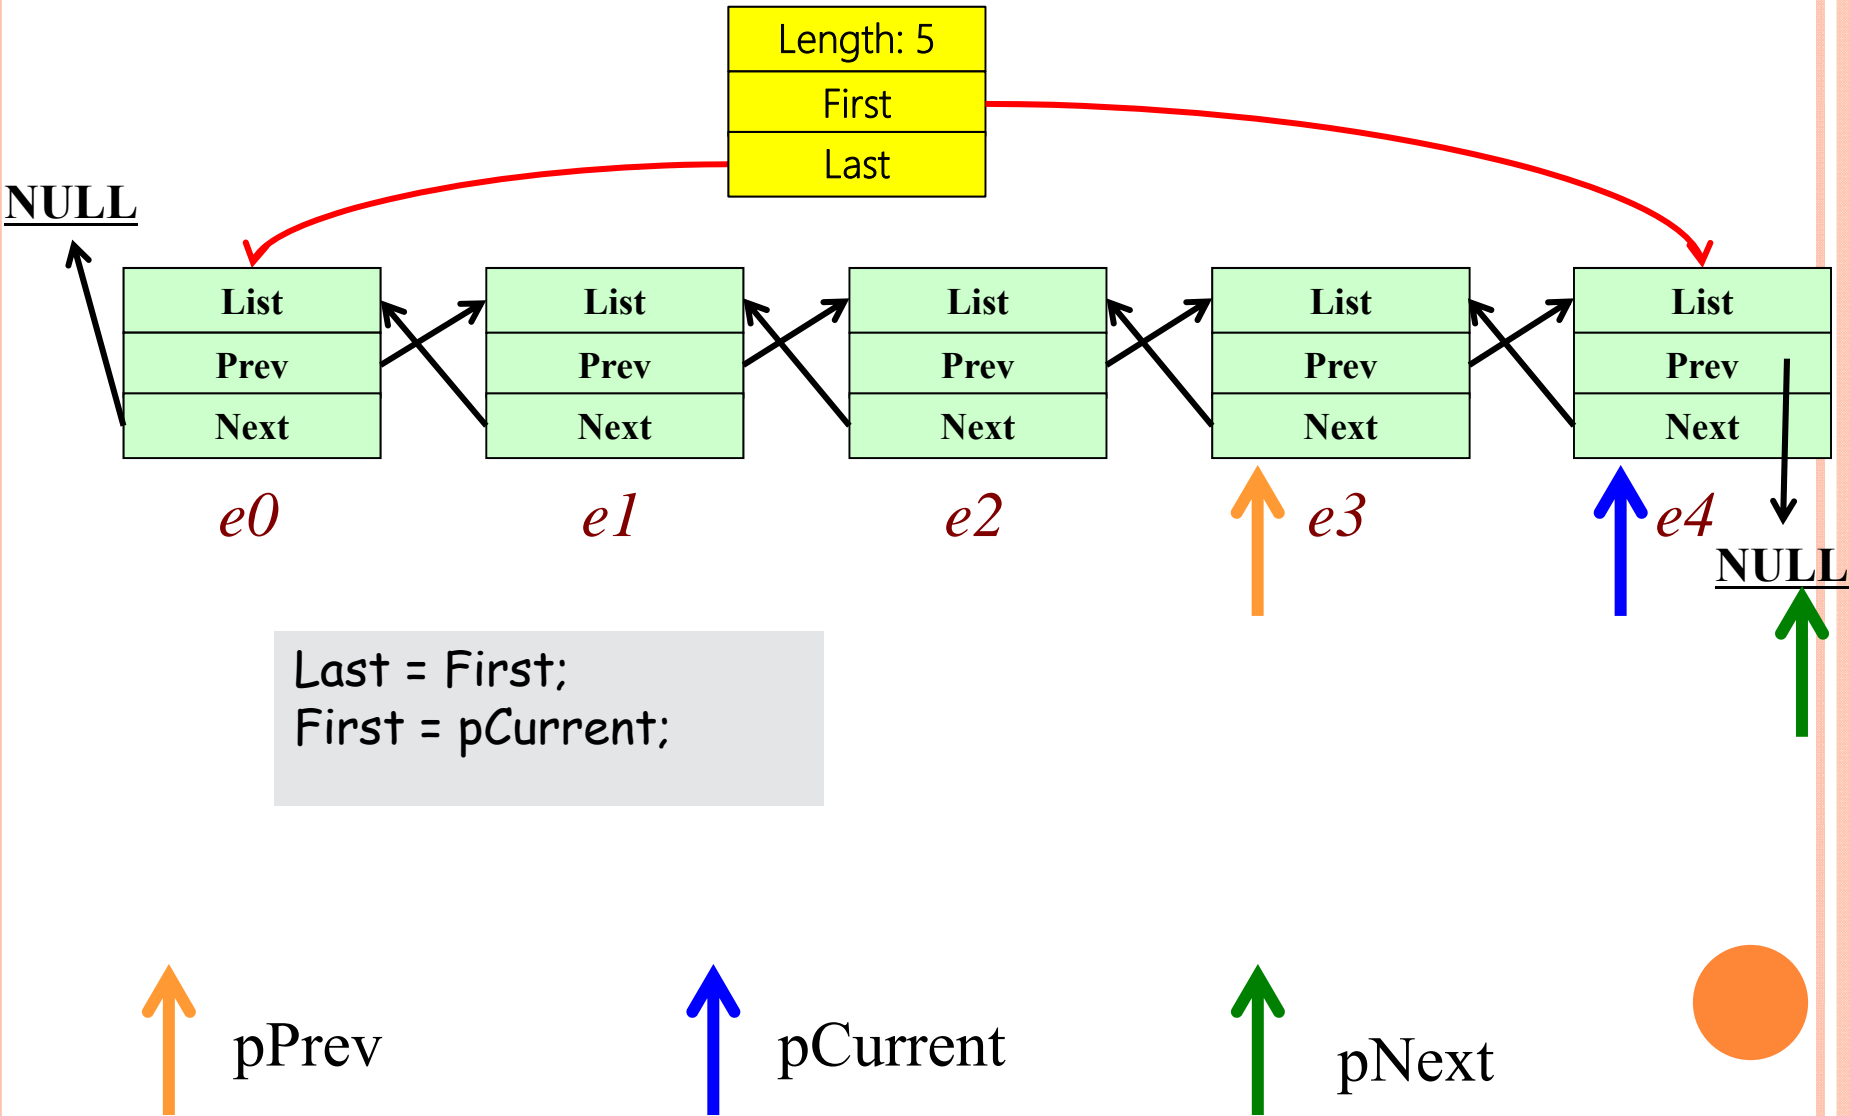 Length: 5
First
Last
NULL
List List List List List
Prev Prev Prev Prev Prev
Next Next Next Next Next
e0 e1 e2 e3 e4
NULL
Last = First;
First = pCurrent;
pPrev pCurrent pNext